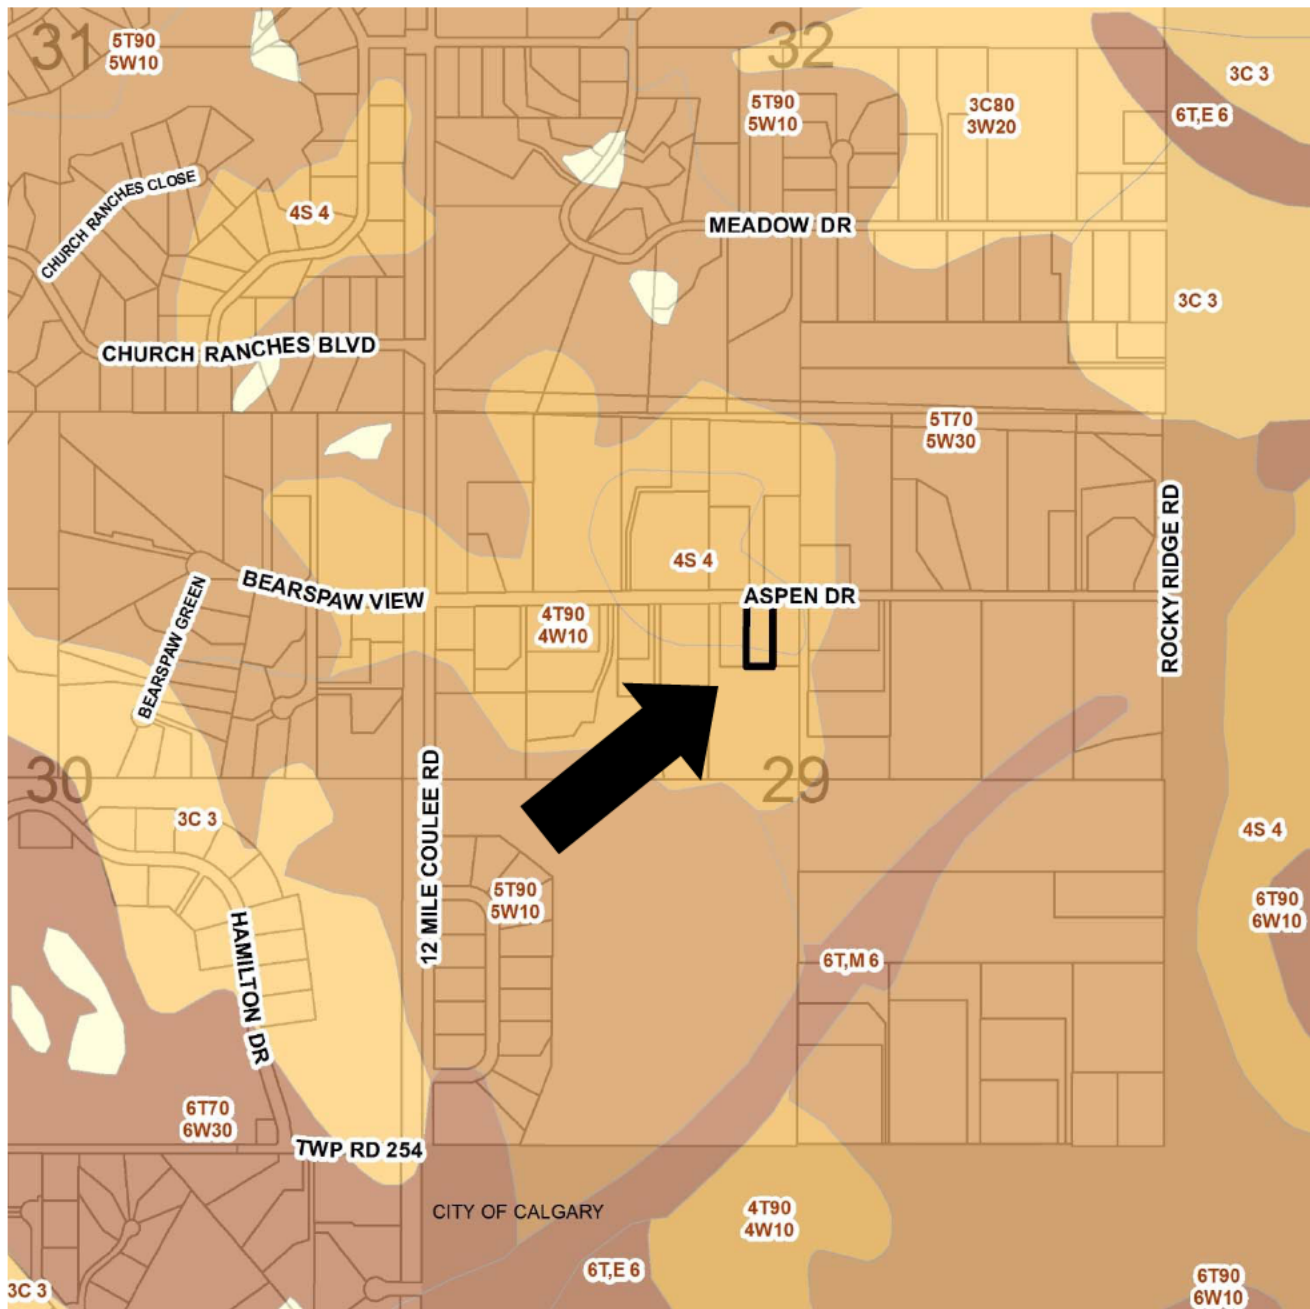 31
5T90
5W10
32
5T90
5W10
3C80
3W20
3C 3
6T,E 6
CHURCH RANCHES CLOSE
4S 4
MEADOW DR
3C 3
CHURCH RANCHES BLVD
5T70
5W30
ROCKY RIDGE RD
4S 4
BEARSPAW VIEW
ASPEN DR
4T90
4W10
BEARSPAW GREEN
30
29
3C 3
12 MILE COULEE RD
4S 4
5T90
5W10
6T90
6W10
HAMILTON DR
6T,M 6
6T70
6W30
TWP RD 254
CITY OF CALGARY
4T90
4W10
6T,E 6
3C 3
6T90
6W10